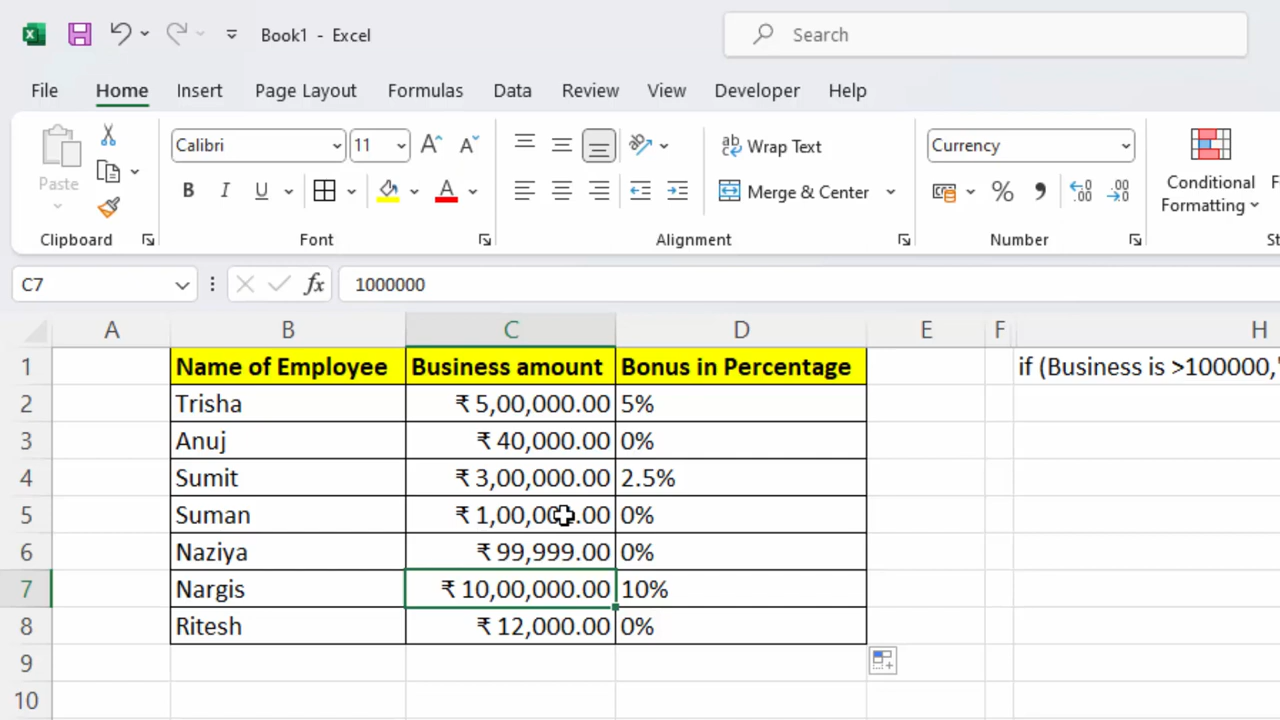 Book1 - Excel
Search
File Home Insert Page Layout Formulas Data Review View Developer Help
Paste
Calibri 11
B I U
Wrap Text
Merge & Center
Currency
Conditional
Formatting
Clipboard Font Alignment Number
C7 fx 1000000
A B C D E F H
1 Name of Employee Business amount Bonus in Percentage if (Business is >100000,"
2 Trisha ₹ 5,00,000.00 5%
3 Anuj ₹ 40,000.00 0%
4 Sumit ₹ 3,00,000.00 2.5%
5 Suman 0%
6 Naziya ₹ 99,999.00 0%
7 Nargis ₹ 10,00,000.00 10%
8 Ritesh ₹ 12,000.00 0%
9
10